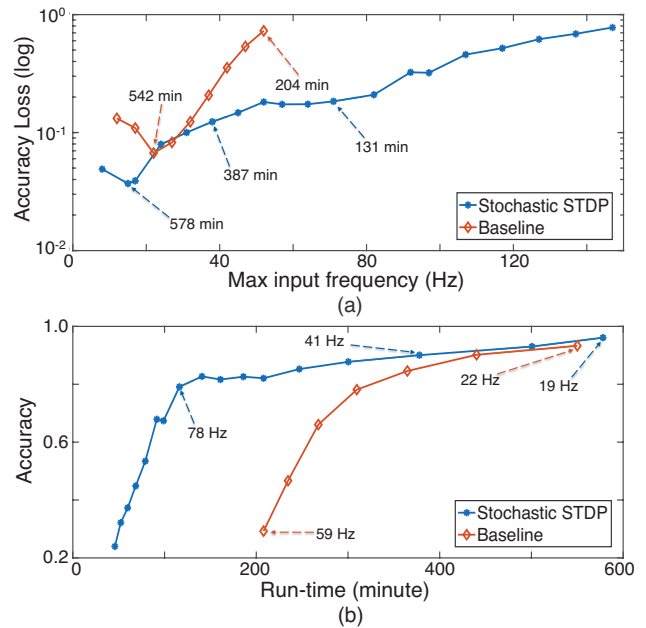 Accuracy Loss (log)
10⁰
10⁻¹
10⁻²
542 min
204 min
131 min
387 min
578 min
Stochastic STDP
Baseline
0
40
80
120
Max input frequency (Hz)
(a)
Accuracy
1.0
0.6
0.2
41 Hz
22 Hz
19 Hz
78 Hz
59 Hz
Stochastic STDP
Baseline
0
200
400
600
Run-time (minute)
(b)